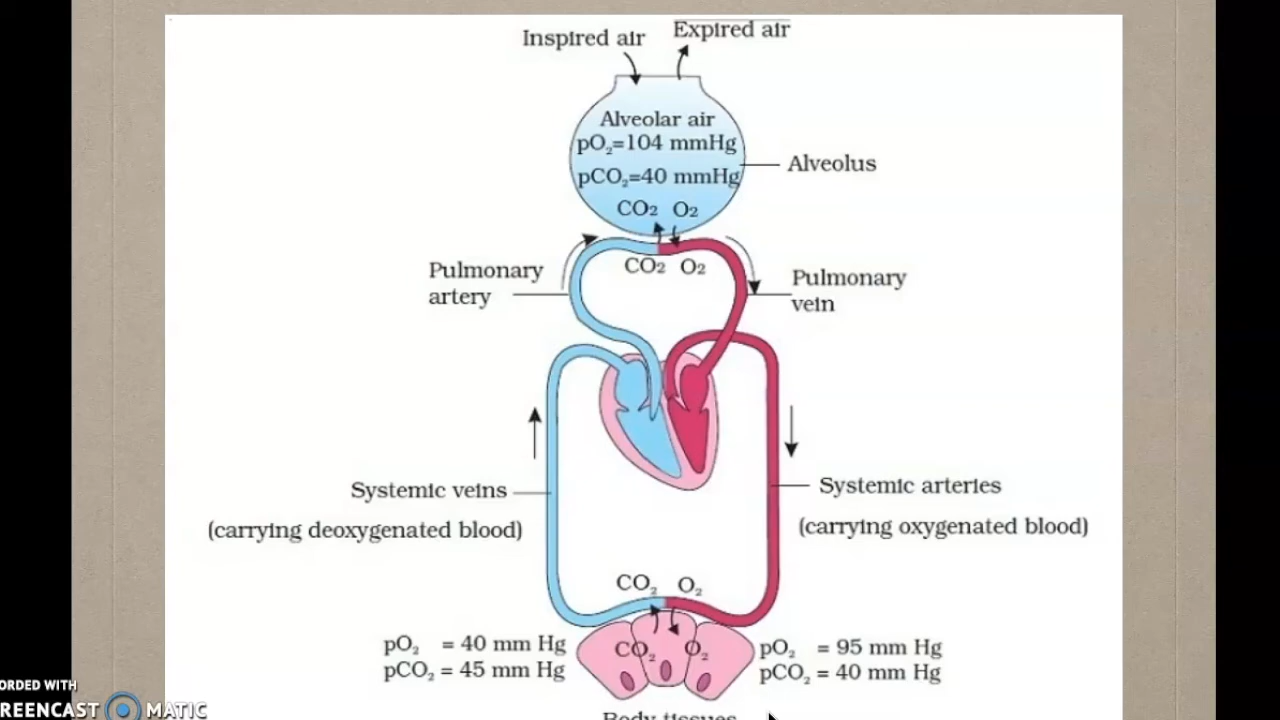 Inspired air
Expired air
Alveolar air
pO₂=104 mmHg
pCO₂=40 mmHg
Alveolus
CO₂ O₂
CO₂ O₂
Pulmonary
artery
Pulmonary
vein
Systemic veins
(carrying deoxygenated blood)
Systemic arteries
(carrying oxygenated blood)
CO₂ O₂
pO₂ = 40 mm Hg
pCO₂ = 45 mm Hg
CO₂ O₂
pO₂ = 95 mm Hg
pCO₂ = 40 mm Hg
Body tissues
ORDED WITH
REENCAST MATIC